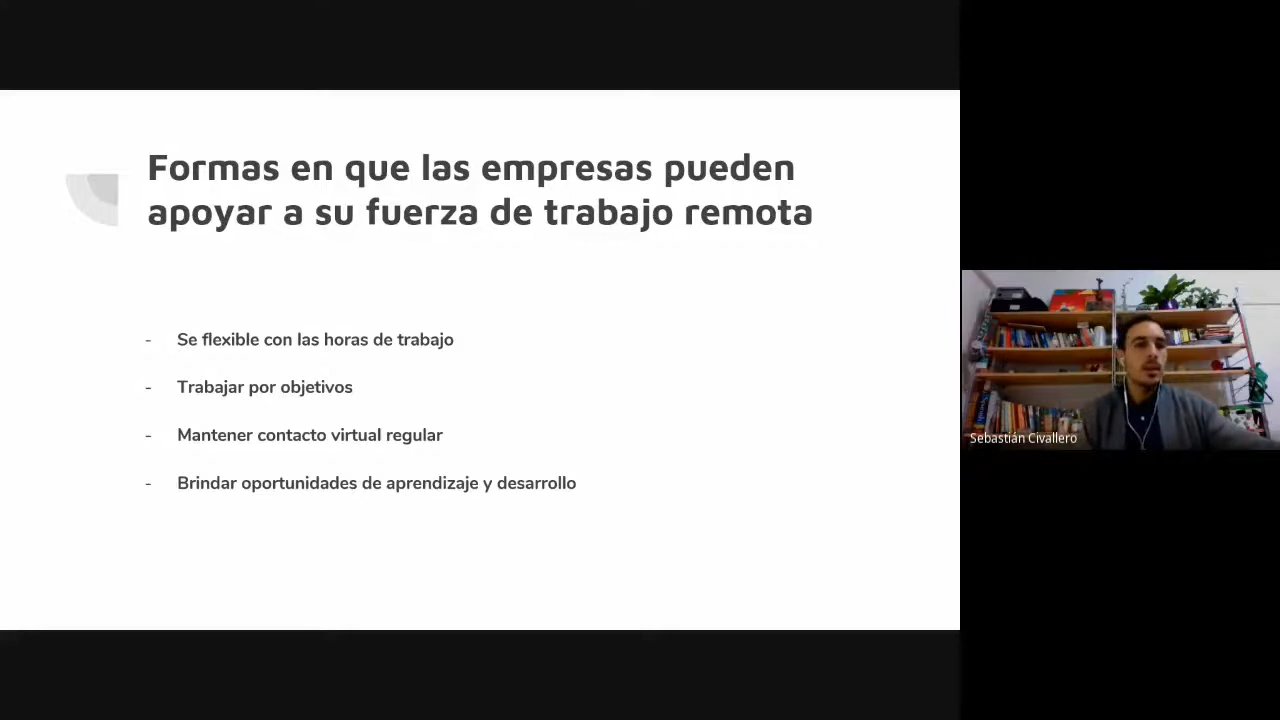 Formas en que las empresas pueden
apoyar a su fuerza de trabajo remota
- Se flexible con las horas de trabajo
- Trabajar por objetivos
- Mantener contacto virtual regular
- Brindar oportunidades de aprendizaje y desarrollo
Sebastián Civallero